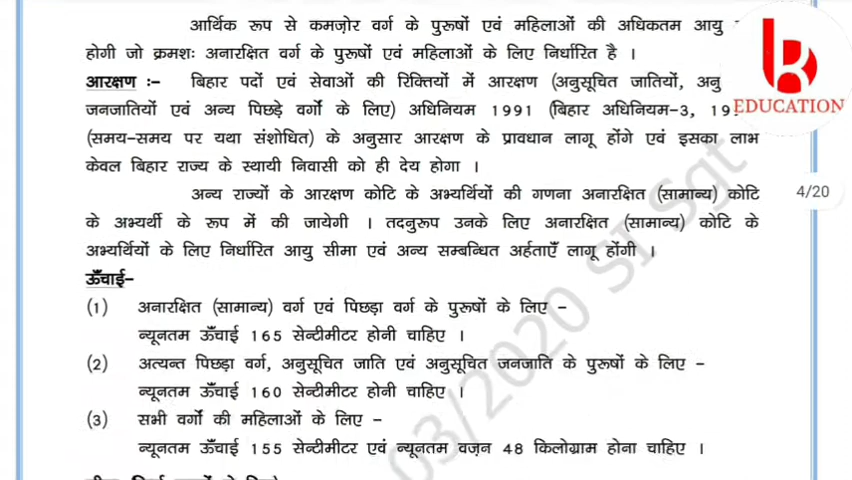 आर्थिक रूप से कमज़ोर वर्ग के पुरूषों एवं महिलाओं की अधिकतम आयु
होगी जो क्रमशः अनारक्षित वर्ग के पुरूषों एवं महिलाओं के लिए निर्धारित है ।
आरक्षण :- बिहार पदों एवं सेवाओं की रिक्तियों में आरक्षण (अनुसूचित जातियों,
जनजातियों एवं अन्य पिछड़े वर्गों के लिए) अधिनियम 1991 (बिहार अधिनियम-3,
EDUCATION
(समय-समय पर यथा संशोधित) के अनुसार आरक्षण के प्रावधान लागू होंगे एवं इसका लाभ
केवल बिहार राज्य के स्थायी निवासी को ही देय होगा ।
अन्य राज्यों के आरक्षण कोटि के अभ्यर्थियों की गणना अनारक्षित (सामान्य) कोटि
4/20
के अभ्यर्थी के रूप में की जायेगी । तदनुरूप उनके लिए अनारक्षित (सामान्य) कोटि के
अभ्यर्थियों के लिए निर्धारित आयु सीमा एवं अन्य सम्बन्धित अर्हताएँ लागू होंगी ।
ऊँचाई-
(1) अनारक्षित (सामान्य) वर्ग एवं पिछड़ा वर्ग के पुरूषों के लिए -
न्यूनतम ऊँचाई 165 सेन्टीमीटर होनी चाहिए ।
(2) अत्यन्त पिछड़ा वर्ग, अनुसूचित जाति एवं अनुसूचित जनजाति के पुरूषों के लिए -
न्यूनतम ऊँचाई 160 सेन्टीमीटर होनी चाहिए ।
(3) सभी वर्गों की महिलाओं के लिए -
न्यूनतम ऊँचाई 155 सेन्टीमीटर एवं न्यूनतम वज़न 48 किलोग्राम होना चाहिए ।
03/2020 SI Sgt